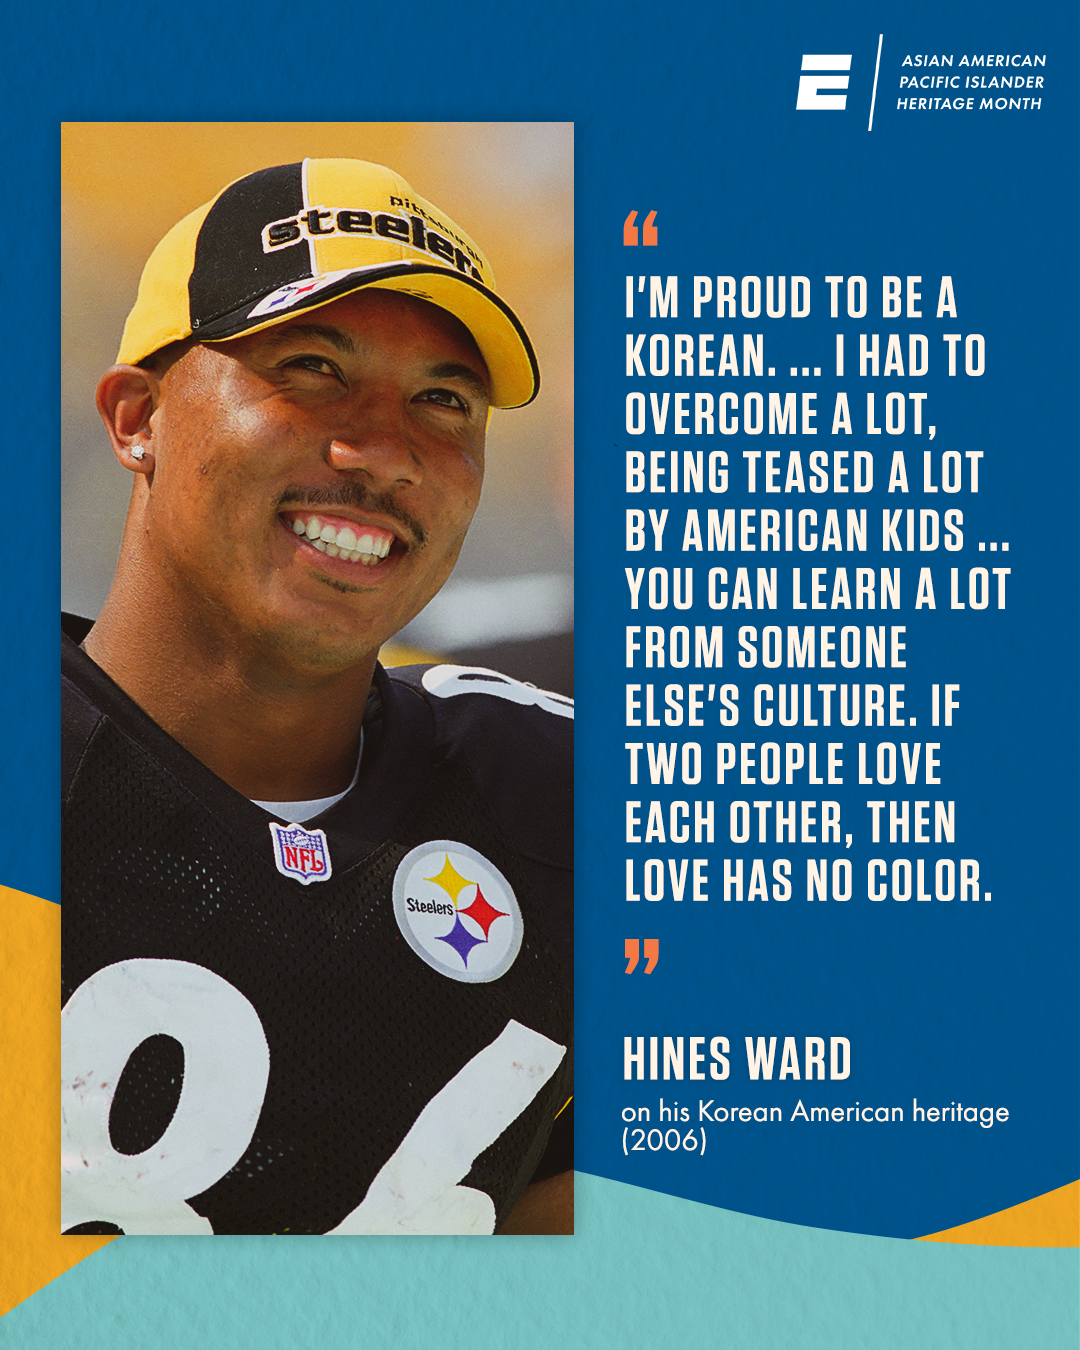 ASIAN AMERICAN
PACIFIC ISLANDER
HERITAGE MONTH
pittsburgh
steelers
“
I'M PROUD TO BE A
KOREAN. ... I HAD TO
OVERCOME A LOT,
BEING TEASED A LOT
BY AMERICAN KIDS ...
YOU CAN LEARN A LOT
FROM SOMEONE
ELSE'S CULTURE. IF
TWO PEOPLE LOVE
EACH OTHER, THEN
LOVE HAS NO COLOR.
”
HINES WARD
on his Korean American heritage
(2006)
NFL
Steelers
86